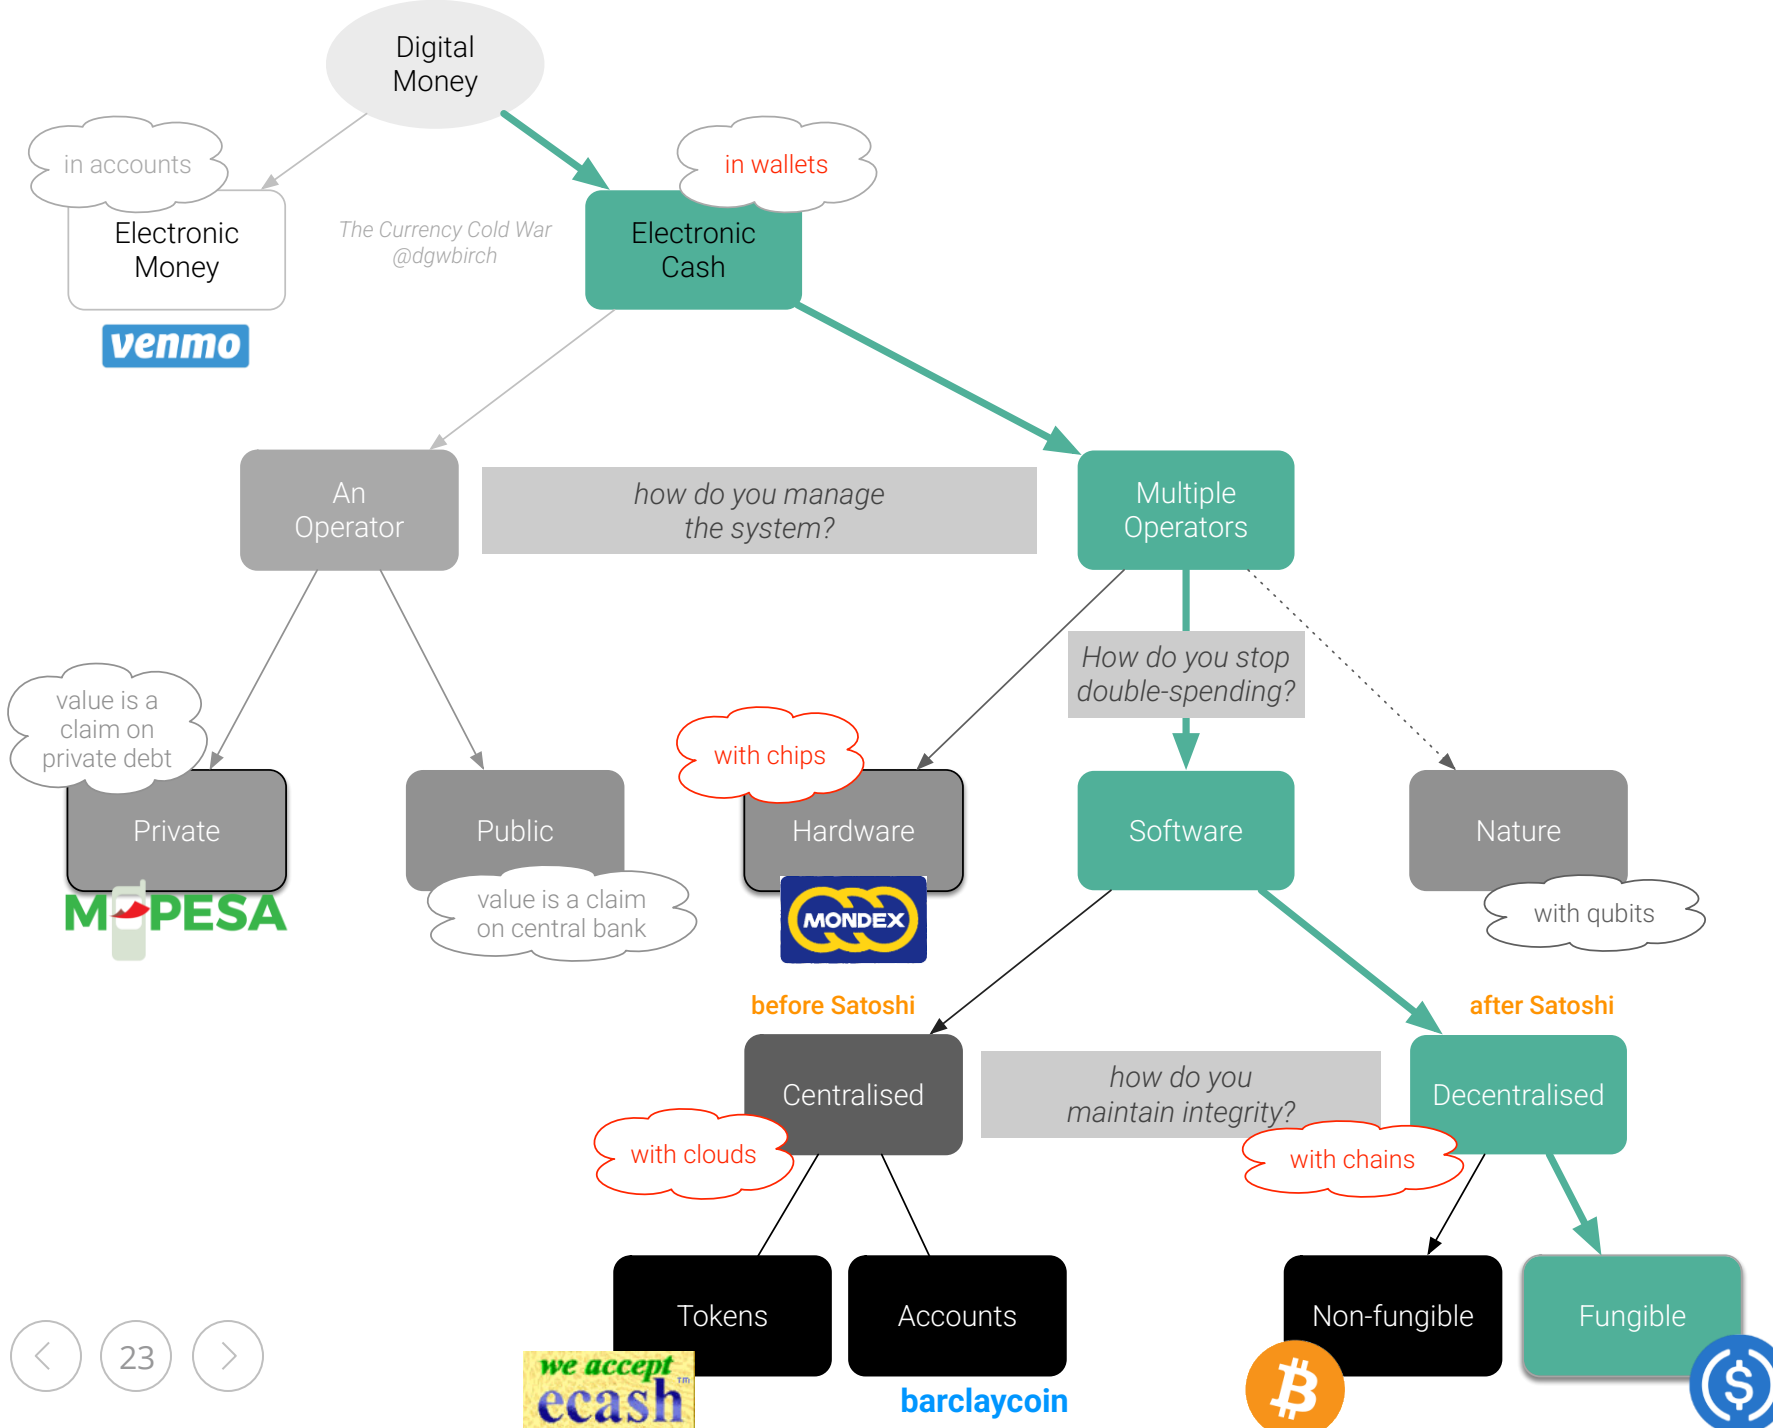 Digital
Money
in accounts
in wallets
Electronic
Money
The Currency Cold War
@dgwbirch
Electronic
Cash
venmo
An
Operator
how do you manage
the system?
Multiple
Operators
How do you stop
double-spending?
value is a
claim on
private debt
with chips
Private
Public
Hardware
Software
Nature
M-PESA
value is a claim
on central bank
MONDEX
with qubits
before Satoshi
after Satoshi
Centralised
how do you
maintain integrity?
Decentralised
with clouds
with chains
Tokens
Accounts
Non-fungible
Fungible
23
we accept
ecash™
barclaycoin